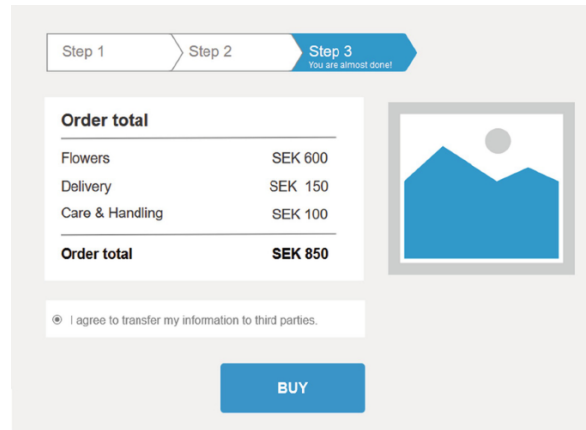 Step 1
Step 2
Step 3
You are almost done!
Order total
Flowers SEK 600
Delivery SEK 150
Care & Handling SEK 100
Order total SEK 850
I agree to transfer my information to third parties.
BUY